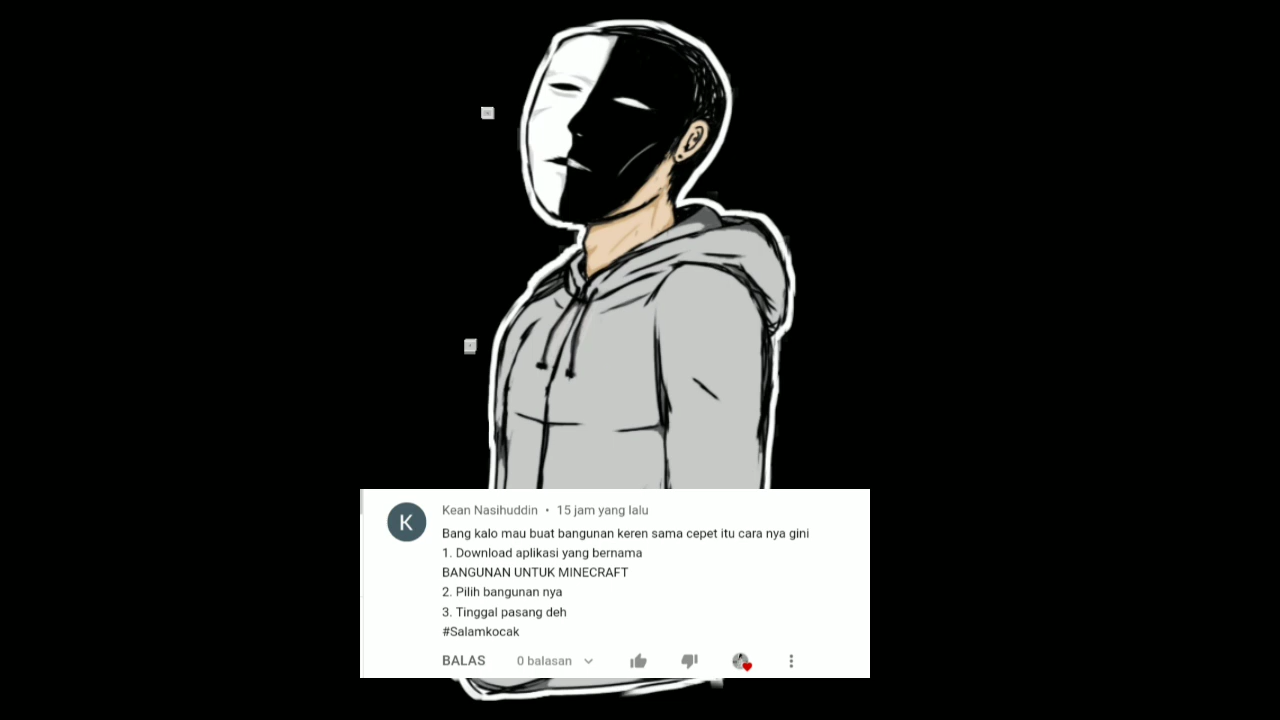 K
Kean Nasihuddin • 15 jam yang lalu
Bang kalo mau buat bangunan keren sama cepet itu cara nya gini
1. Download aplikasi yang bernama
BANGUNAN UNTUK MINECRAFT
2. Pilih bangunan nya
3. Tinggal pasang deh
#Salamkocak
BALAS 0 balasan